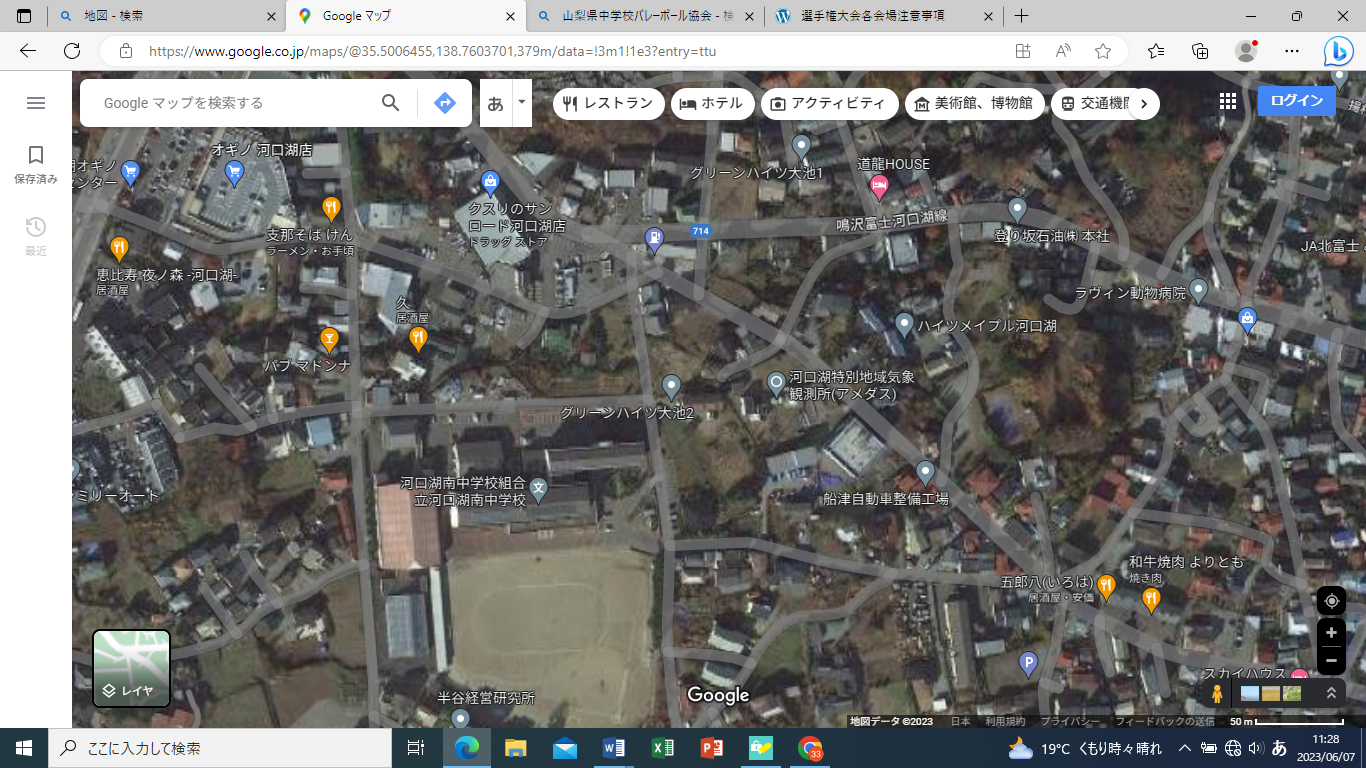 地図 - 検索
Google マップ
山梨県中学校バレーボール協会 - 検
選手権大会各会場注意事項
https://www.google.co.jp/maps/@35.5006455,138.7603701,379m/data=!3m1!1e3?entry=ttu
Google マップを検索する
あ
レストラン
ホテル
アクティビティ
美術館、博物館
交通機関
ログイン
保存済み
最近
オギノ 河口湖店
オギノ
センター
クスリのサン
ロード河口湖店
ドラッグ ストア
グリーンハイツ大池1
道龍HOUSE
714
鳴沢富士河口湖線
登り坂石油㈱ 本社
JA北富士
支那そば けん
ラーメン・お手頃
恵比寿 夜ノ森 -河口湖-
居酒屋
久
居酒屋
パブ マドンナ
ラヴィン動物病院
ハイツメイプル河口湖
河口湖特別地域気象
観測所(アメダス)
グリーンハイツ大池2
ミリーオート
河口湖南中学校組合
立河口湖南中学校
文
船津自動車整備工場
和牛焼肉 よりとも
焼き肉
五郎八(いろは)
居酒屋・安価
P
スカイハウス
半谷経営研究所
レイヤ
Google
地図データ ©2023
日本
利用規約
プライバシー
フィードバックの送信
50 m
ここに入力して検索
33
19°C くもり時々晴れ
あ
11:28
2023/06/07